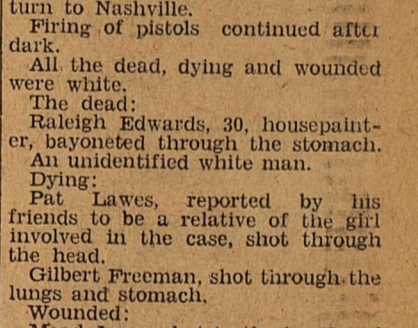 turn to Nashville.
Firing of pistols continued after
dark.
All the dead, dying and wounded
were white.
The dead:
Raleigh Edwards, 30, housepaint-
er, bayoneted through the stomach.
An unidentified white man.
Dying:
Pat Lawes, reported by his
friends to be a relative of the girl
involved in the case, shot through
the head.
Gilbert Freeman, shot through the
lungs and stomach.
Wounded: